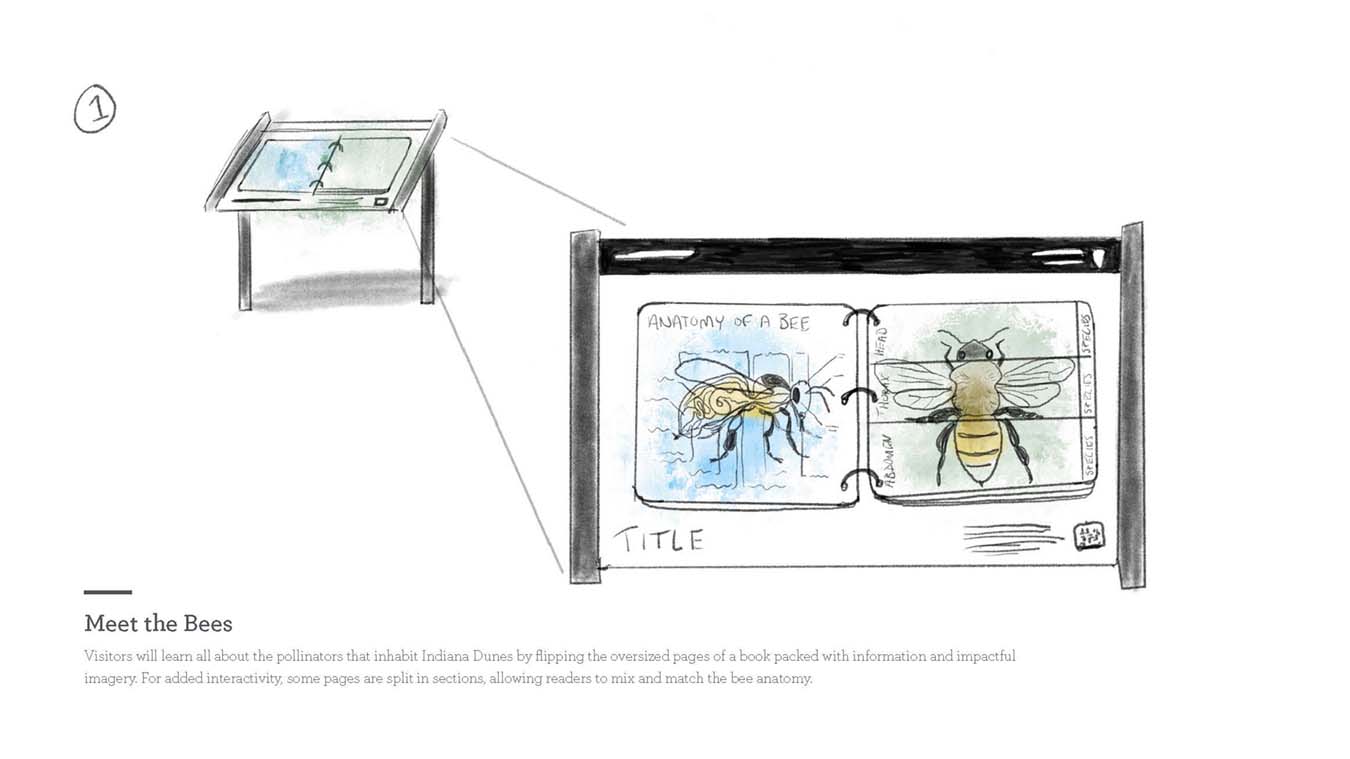 1
ANATOMY OF A BEE
HEAD
THORAX
ABDOMEN
SPECIES
SPECIES
SPECIES
TITLE
Meet the Bees
Visitors will learn all about the pollinators that inhabit Indiana Dunes by flipping the oversized pages of a book packed with information and impactful
imagery. For added interactivity, some pages are split in sections, allowing readers to mix and match the bee anatomy.